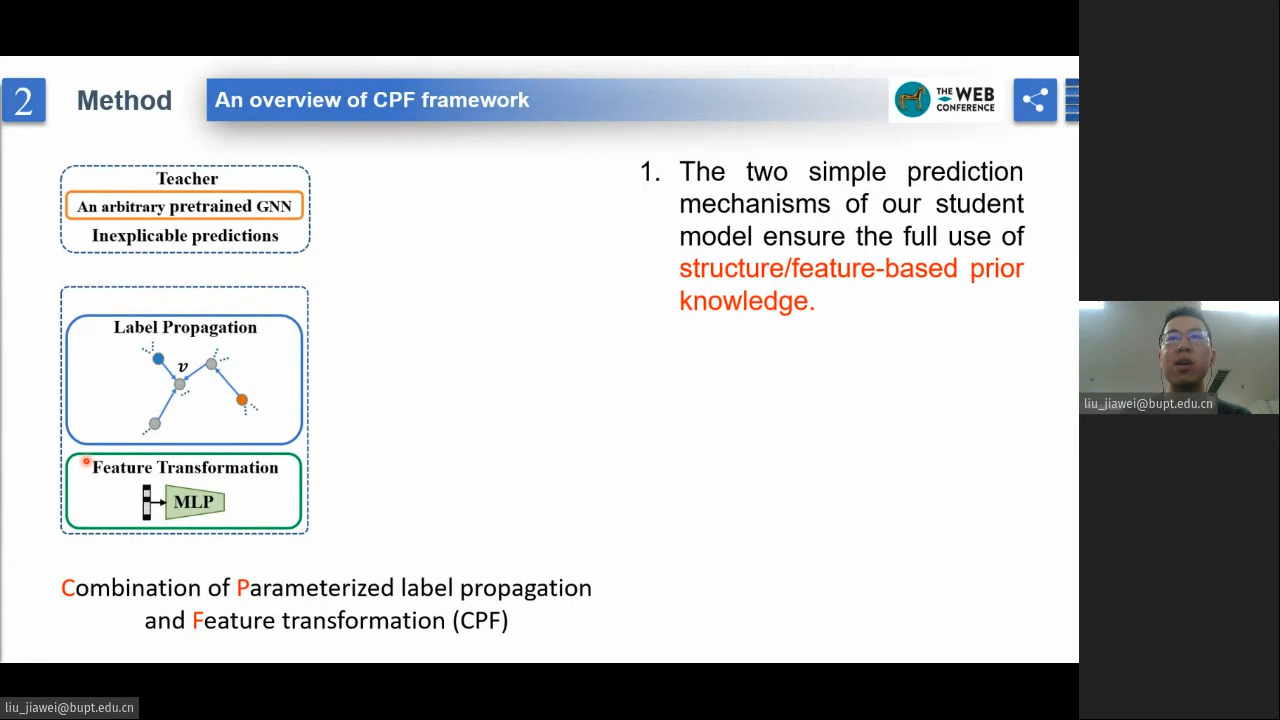 2
Method
An overview of CPF framework
THE WEB
CONFERENCE
Teacher
An arbitrary pretrained GNN
Inexplicable predictions
Label Propagation
v
Feature Transformation
MLP
Combination of Parameterized label propagation
and Feature transformation (CPF)
1. The two simple prediction
mechanisms of our student
model ensure the full use of
structure/feature-based prior
knowledge.
liu_jiawei@bupt.edu.cn
liu_jiawei@bupt.edu.cn